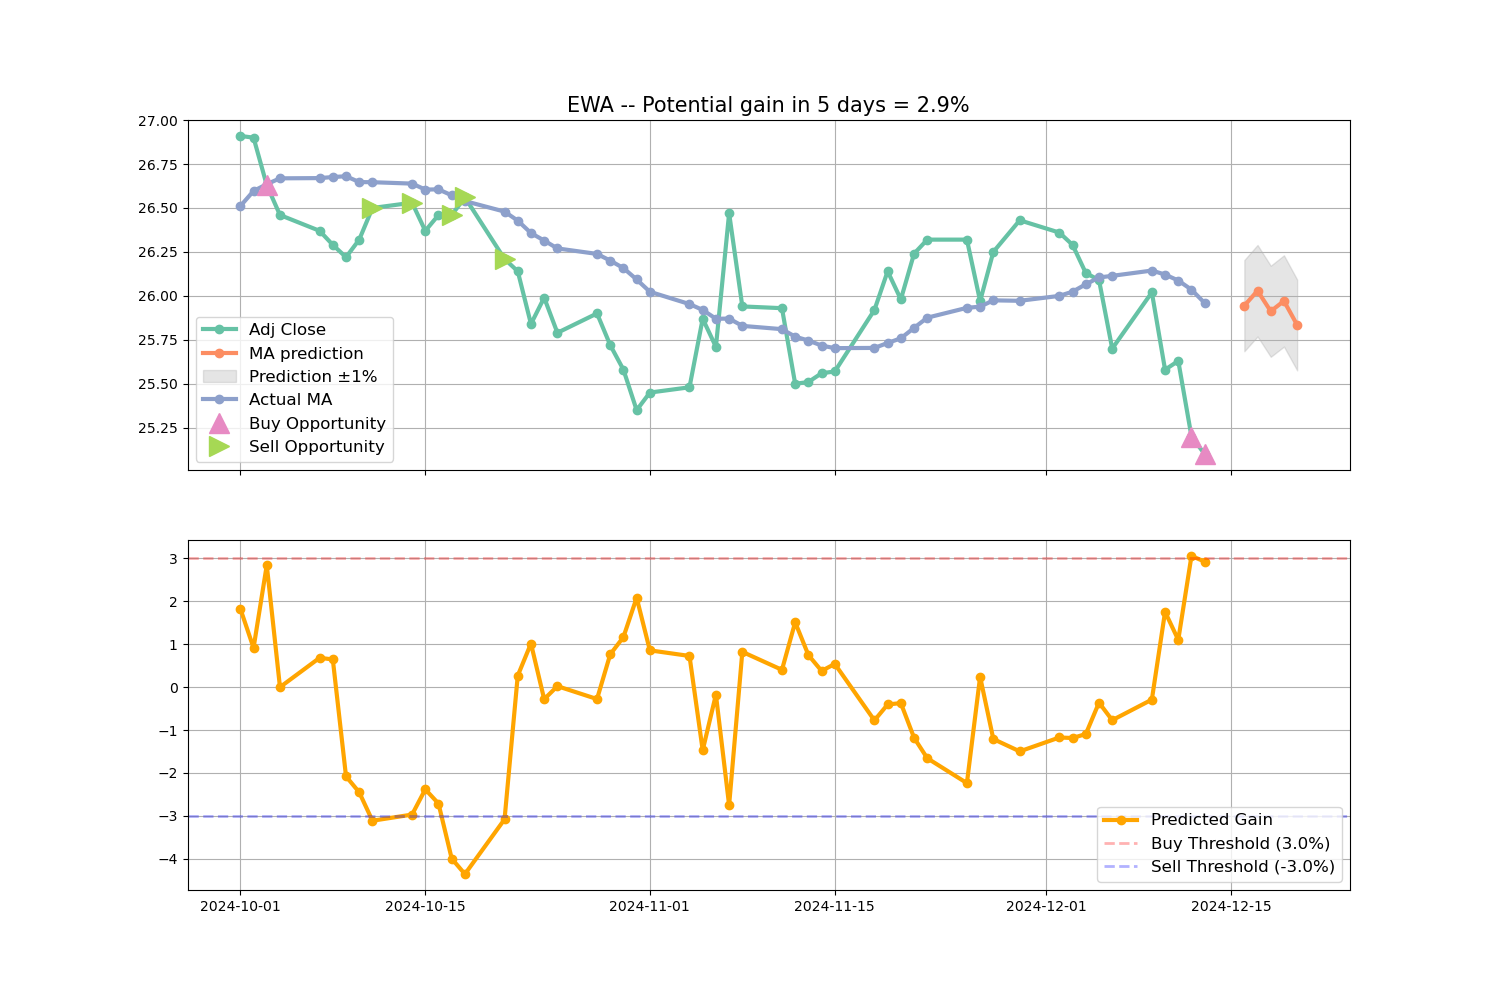 EWA -- Potential gain in 5 days = 2.9%
27.00
26.75
26.50
26.25
26.00
25.75
25.50
25.25
Adj Close
MA prediction
Prediction ±1%
Actual MA
Buy Opportunity
Sell Opportunity
3
2
1
0
−1
−2
−3
−4
Predicted Gain
Buy Threshold (3.0%)
Sell Threshold (-3.0%)
2024-10-01 2024-10-15 2024-11-01 2024-11-15 2024-12-01 2024-12-15